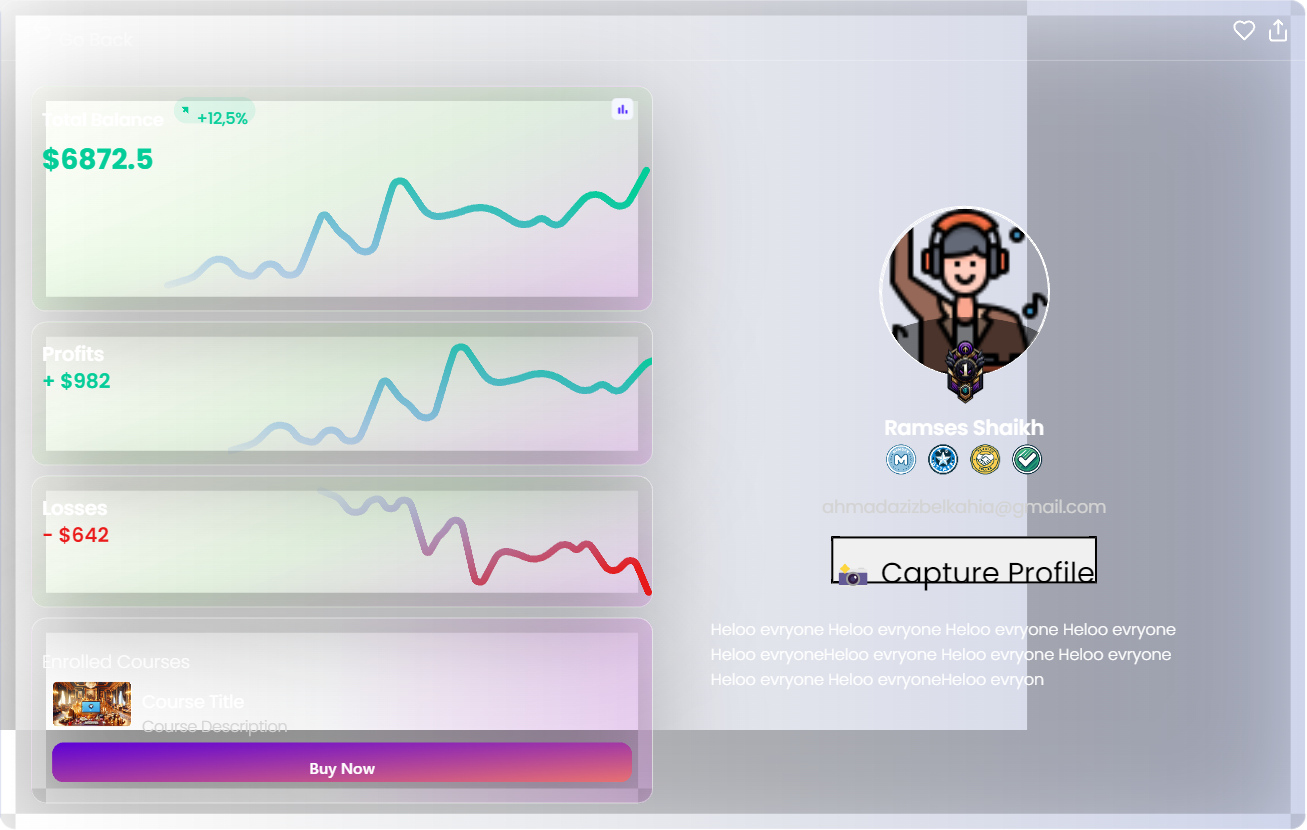 Back
Total Balance
+12,5%
$6872.5
Profits
+ $982
Losses
- $642
Enrolled Courses
Course Title
Course Description
Buy Now
1
Ramses Shaikh
M
ahmadazizbelkahia@gmail.com
Capture Profile
Heloo evryone Heloo evryone Heloo evryone Heloo evryone
Heloo evryoneHeloo evryone Heloo evryone Heloo evryone
Heloo evryone Heloo evryoneHeloo evryon